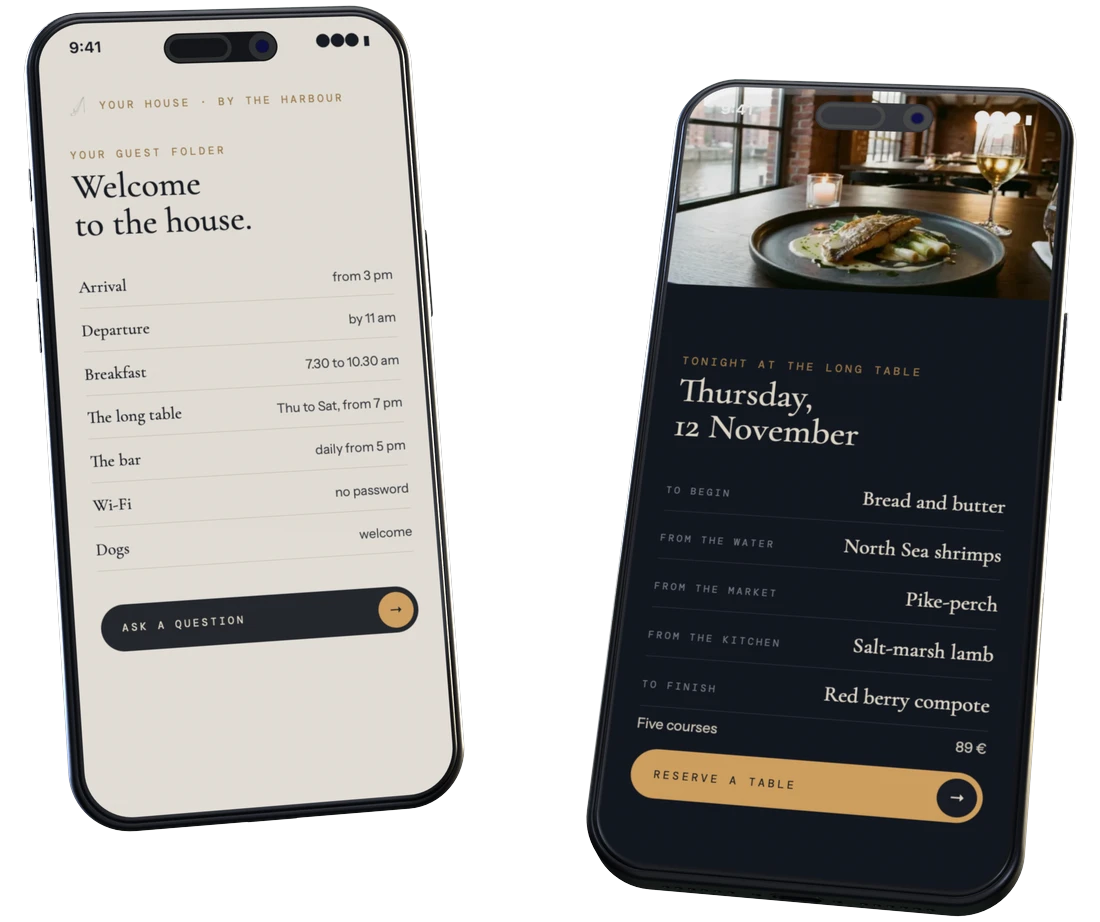 9:41
YOUR HOUSE · BY THE HARBOUR
YOUR GUEST FOLDER
Welcome
to the house.
Arrival from 3 pm
Departure by 11 am
Breakfast 7.30 to 10.30 am
The long table Thu to Sat, from 7 pm
The bar daily from 5 pm
Wi-Fi no password
Dogs welcome
ASK A QUESTION →
9:41
TONIGHT AT THE LONG TABLE
Thursday,
12 November
TO BEGIN Bread and butter
FROM THE WATER North Sea shrimps
FROM THE MARKET Pike-perch
FROM THE KITCHEN Salt-marsh lamb
TO FINISH Red berry compote
Five courses 89 €
RESERVE A TABLE →